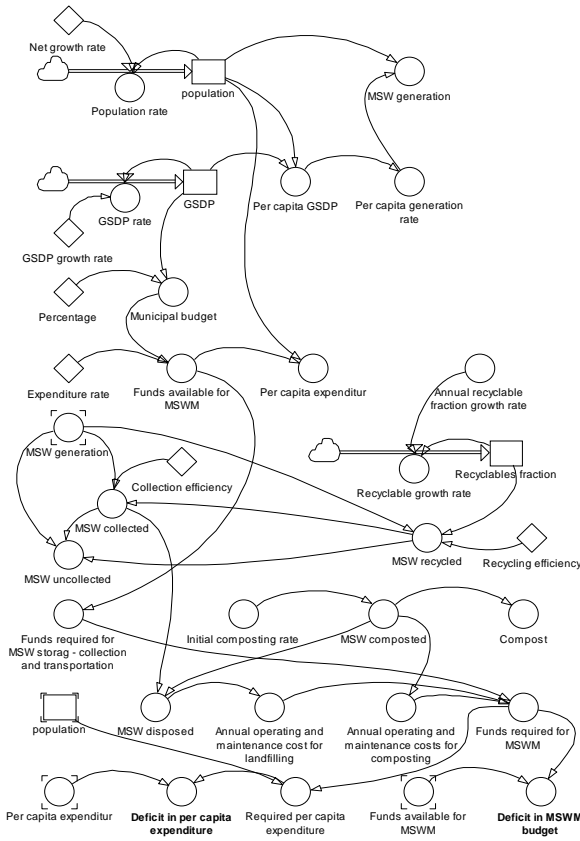 Net growth rate
Population rate
population
MSW generation
GSDP rate
GSDP
Per capita GSDP
Per capita generation
rate
GSDP growth rate
Percentage
Municipal budget
Expenditure rate
Funds available for
MSWM
Per capita expenditur
Annual recyclable
fraction growth rate
MSW generation
Collection efficiency
Recyclable growth rate
Recyclables fraction
MSW collected
MSW uncollected
MSW recycled
Recycling efficiency
Funds required for
MSW storag - collection
and transportation
Initial composting rate
MSW composted
Compost
population
MSW disposed
Annual operating and
maintenance cost for
landfilling
Annual operating and
maintenance costs for
composting
Funds required for
MSWM
Per capita expenditur
Deficit in per capita
expenditure
Required per capita
expenditure
Funds available for
MSWM
Deficit in MSWM
budget